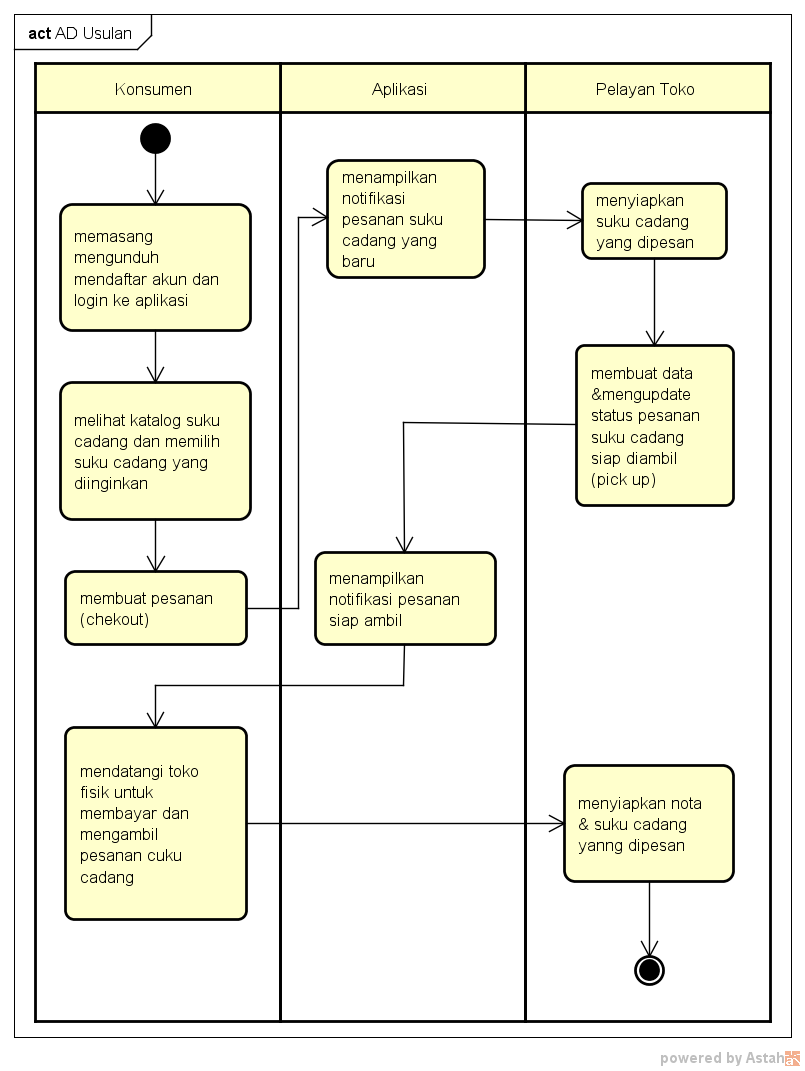 act AD Usulan
Konsumen
Aplikasi
Pelayan Toko
memasang
mengunduh
mendaftar akun dan
login ke aplikasi
melihat katalog suku
cadang dan memilih
suku cadang yang
diinginkan
membuat pesanan
(chekout)
menampilkan
notifikasi
pesanan suku
cadang yang
baru
menyiapkan
suku cadang
yang dipesan
membuat data
&mengupdate
status pesanan
suku cadang
siap diambil
(pick up)
menampilkan
notifikasi pesanan
siap ambil
mendatangi toko
fisik untuk
membayar dan
mengambil
pesanan cuku
cadang
menyiapkan nota
& suku cadang
yanng dipesan
powered by Astah